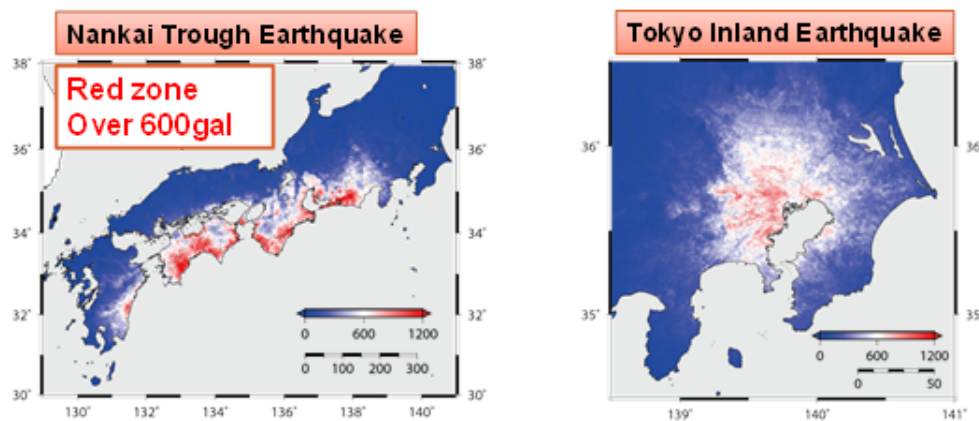 Nankai Trough Earthquake
Red zone
Over 600gal
38°
36°
34°
32°
30°
38°
36°
34°
32°
30°
0 600 1200
0 100 200 300
130° 132° 134° 136° 138° 140°
Tokyo Inland Earthquake
36°
35°
36°
35°
0 600 1200
0 50
139° 140° 141°